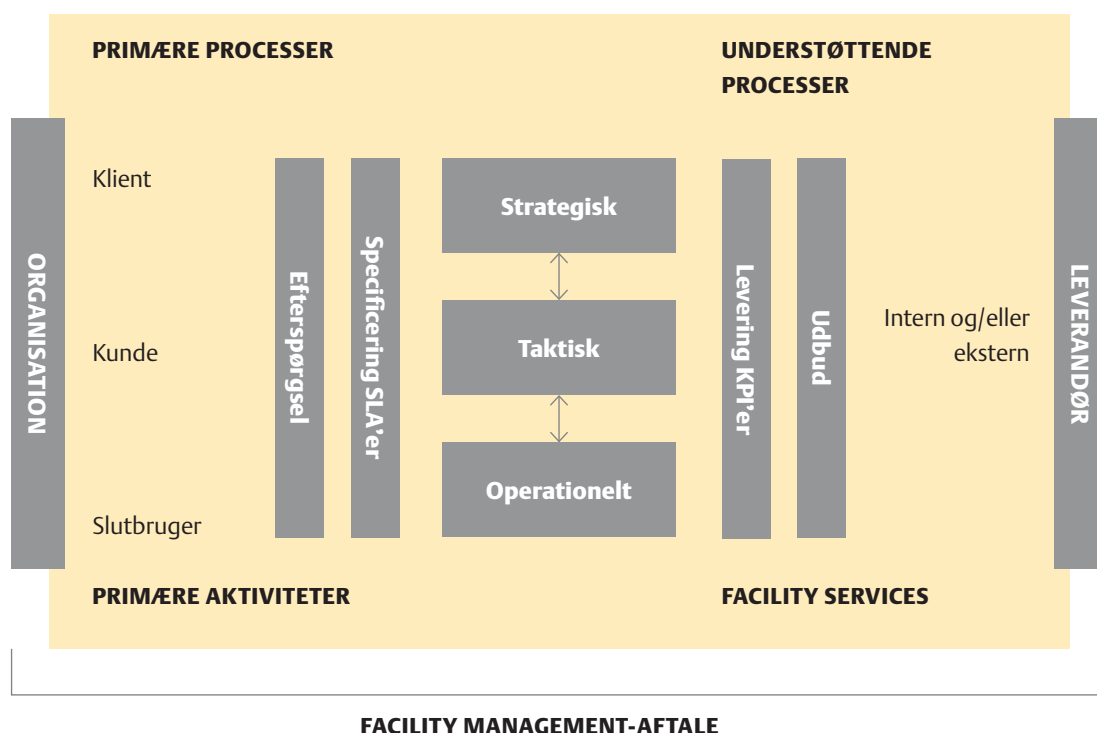 PRIMÆRE PROCESSER
UNDERSTØTTENDE
PROCESSER
ORGANISATION
Klient
Kunde
Slutbruger
Efterspørgsel
Specificering SLA'er
Strategisk
Taktisk
Operationelt
Levering KPI'er
Udbud
Intern og/eller
ekstern
LEVERANDØR
PRIMÆRE AKTIVITETER
FACILITY SERVICES
FACILITY MANAGEMENT-AFTALE